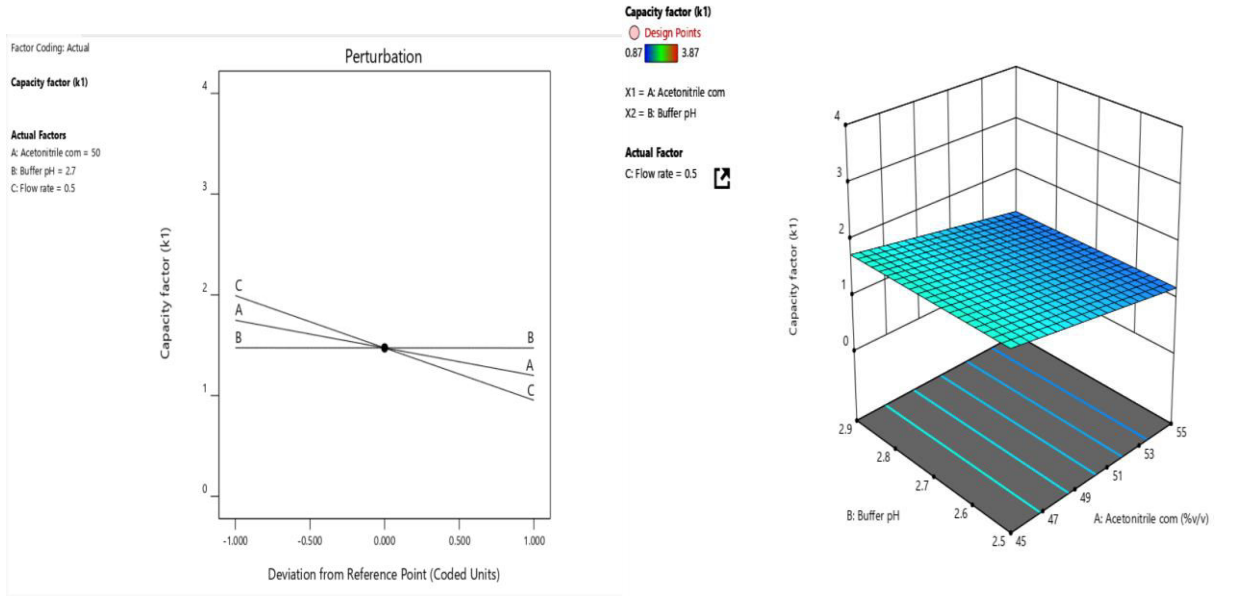 Factor Coding: Actual
Capacity factor (k1)
Actual Factors
A: Acetonitrile com = 50
B: Buffer pH = 2.7
C: Flow rate = 0.5
Perturbation
4
3
2
1
0
Capacity factor (k1)
C
A
B
B
A
C
-1.000 -0.500 0.000 0.500 1.000
Deviation from Reference Point (Coded Units)
Capacity factor (k1)
Design Points
0.87 3.87
X1 = A: Acetonitrile com
X2 = B: Buffer pH
Actual Factor
C: Flow rate = 0.5
4
3
2
1
0
Capacity factor (k1)
2.9
2.8
2.7
2.6
2.5
B: Buffer pH
45
47
49
51
53
55
A: Acetonitrile com (%v/v)